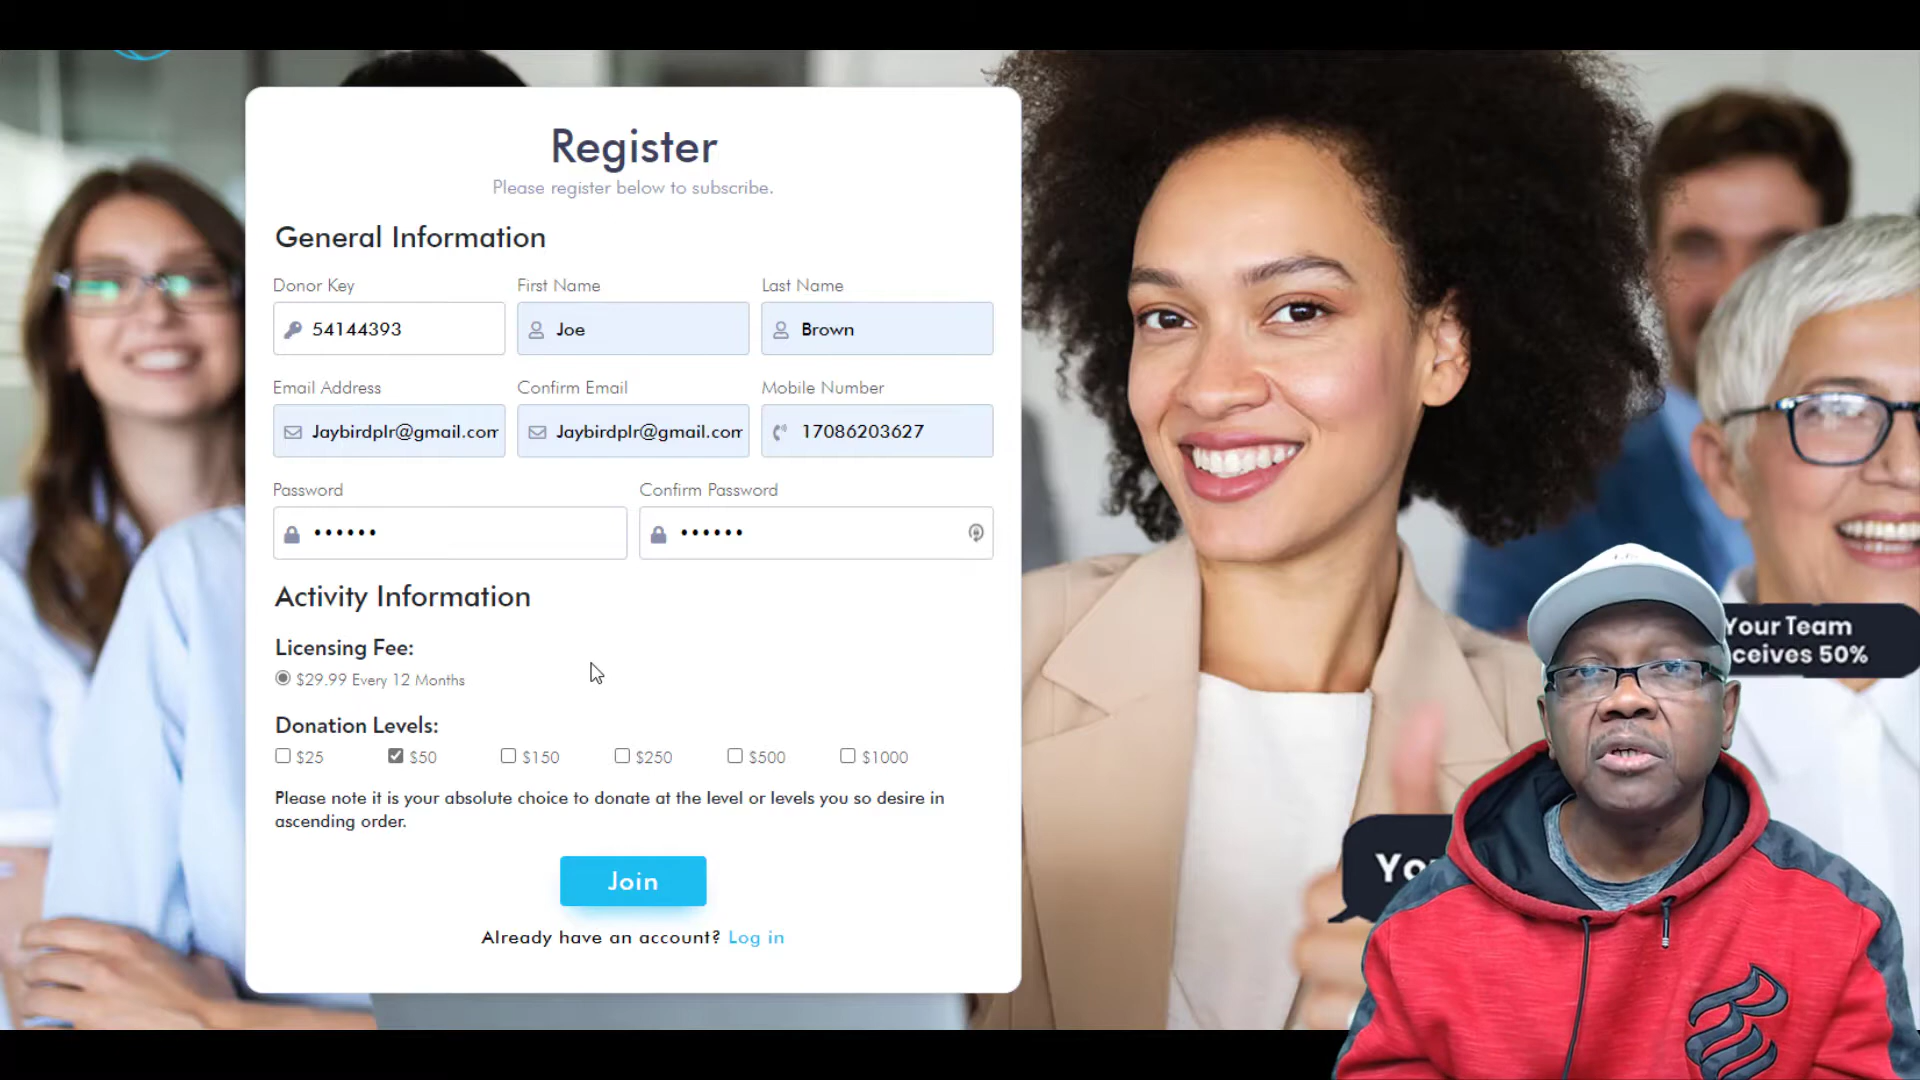 Register
Please register below to subscribe.
General Information
Donor Key
First Name
Last Name
54144393
Joe
Brown
Email Address
Confirm Email
Mobile Number
Jaybirdplr@gmail.com
Jaybirdplr@gmail.com
17086203627
Password
Confirm Password
••••••
••••••
Activity Information
Licensing Fee:
$29.99 Every 12 Months
Donation Levels:
$25
$50
$150
$250
$500
$1000
Please note it is your absolute choice to donate at the level or levels you so desire in
ascending order.
Join
Already have an account? Log in
Your Team
ceives 50%
Yo